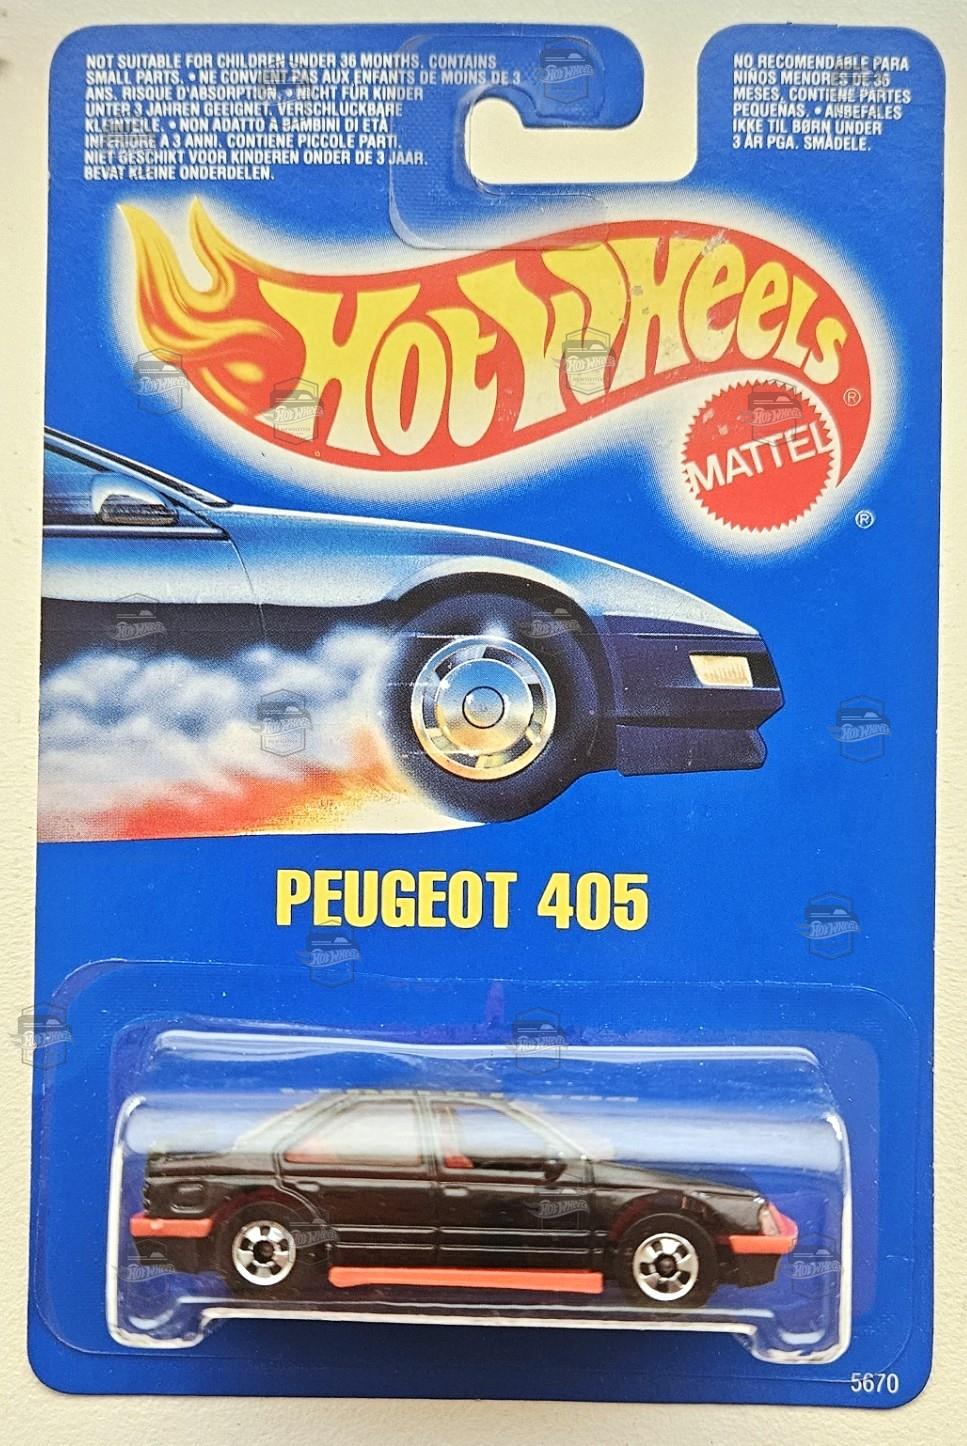 NOT SUITABLE FOR CHILDREN UNDER 36 MONTHS. CONTAINS
SMALL PARTS. • NE CONVIENT PAS AUX ENFANTS DE MOINS DE 3
ANS. RISQUE D'ABSORPTION. • NICHT FÜR KINDER
UNTER 3 JAHREN GEEIGNET. VERSCHLUCKBARE
KLEINTEILE. • NON ADATTO A BAMBINI DI ETÀ
INFERIORE A 3 ANNI. CONTIENE PICCOLE PARTI.
NIET GESCHIKT VOOR KINDEREN ONDER DE 3 JAAR.
BEVAT KLEINE ONDERDELEN.
NO RECOMENDABLE PARA
NIÑOS MENORES DE 36
MESES. CONTIENE PARTES
PEQUEÑAS. • ANBEFALES
IKKE TIL BØRN UNDER
3 ÅR PGA. SMÅDELE.
HOT WHEELS ®
MATTEL
®
PEUGEOT 405
5670